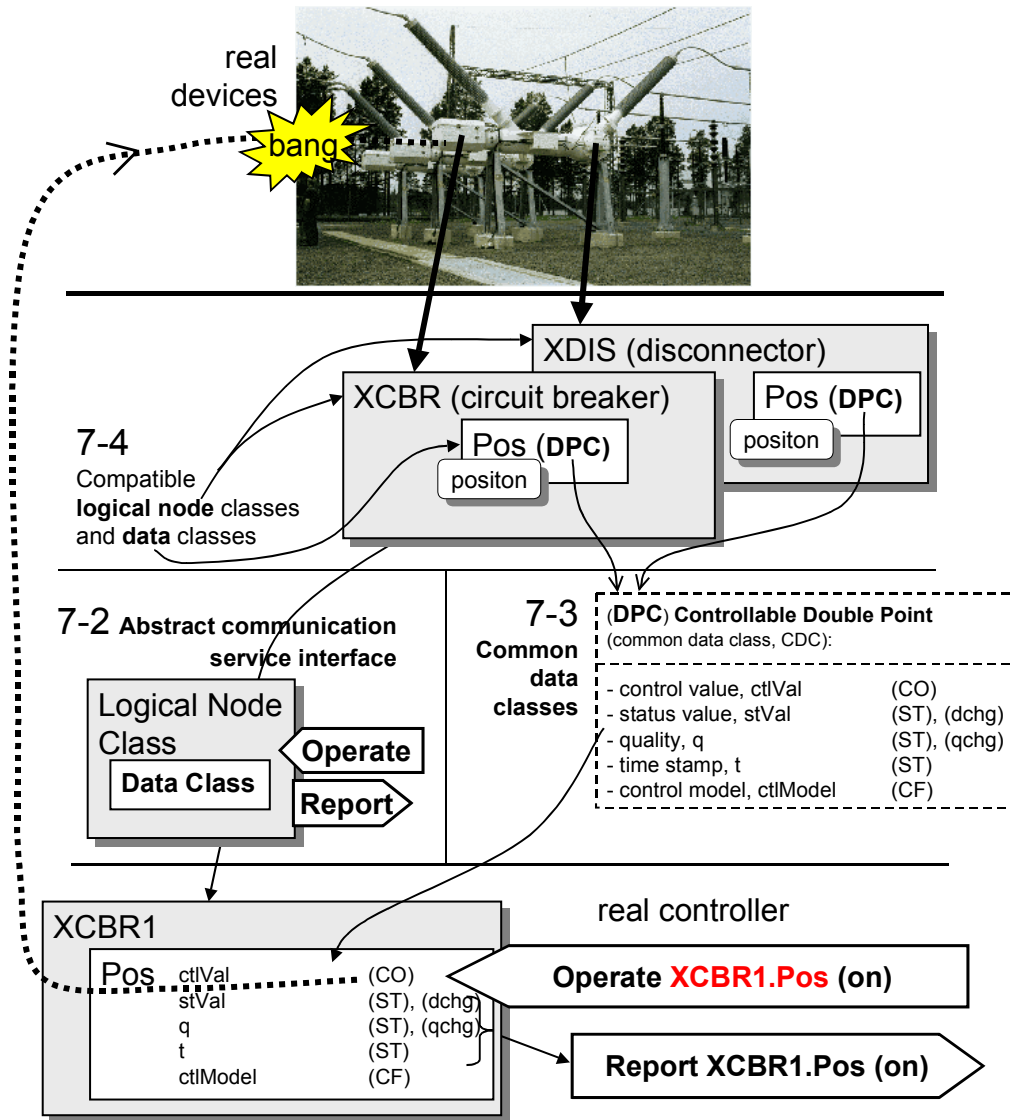 real
devices
bang
XDIS (disconnector)
Pos (DPC)
positon
XCBR (circuit breaker)
Pos (DPC)
positon
7-4
Compatible
logical node classes
and data classes
7-2 Abstract communication
service interface
Logical Node
Class
Data Class
Operate
Report
7-3
Common
data
classes
(DPC) Controllable Double Point
(common data class, CDC):
- control value, ctlVal (CO)
- status value, stVal (ST), (dchg)
- quality, q (ST), (qchg)
- time stamp, t (ST)
- control model, ctlModel (CF)
real controller
XCBR1
Pos ctlVal (CO)
stVal (ST), (dchg)
q (ST), (qchg)
t (ST)
ctlModel (CF)
Operate XCBR1.Pos (on)
Report XCBR1.Pos (on)